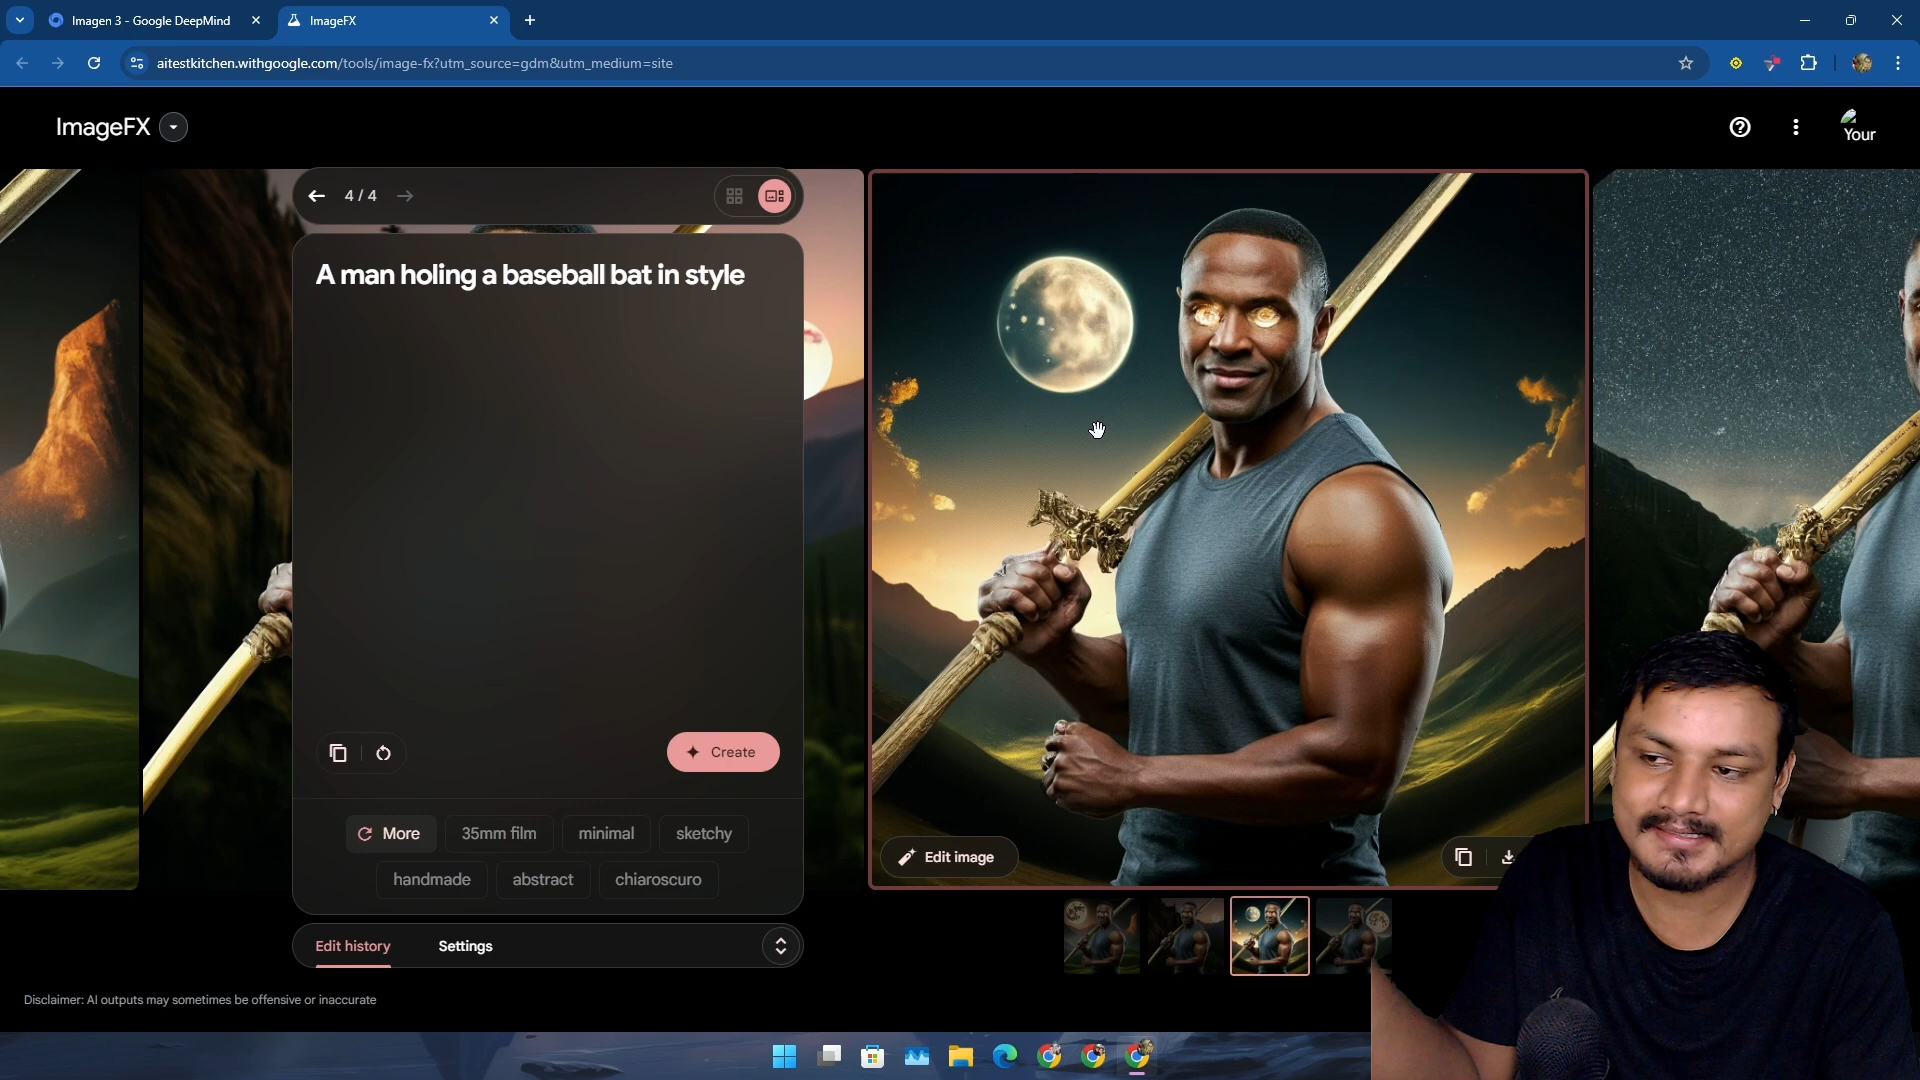 Imagen 3 - Google DeepMind
ImageFX
aitestkitchen.withgoogle.com/tools/image-fx?utm_source=gdm&utm_medium=site
ImageFX
Your
4 / 4
A man holing a baseball bat in style
Create
More
35mm film
minimal
sketchy
handmade
abstract
chiaroscuro
Edit image
Edit history
Settings
Disclaimer: AI outputs may sometimes be offensive or inaccurate